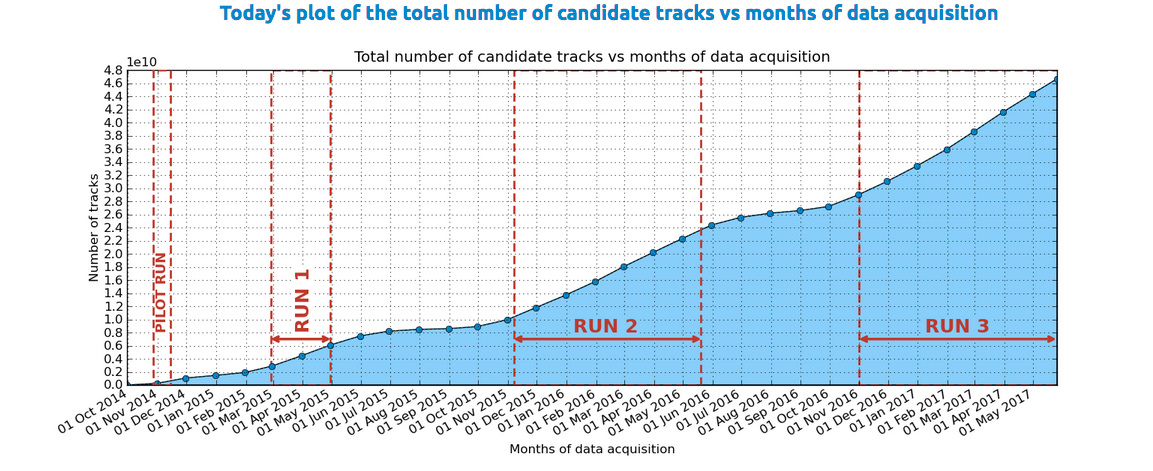 Today's plot of the total number of candidate tracks vs months of data acquisition
Total number of candidate tracks vs months of data acquisition
1e10
4.8
4.6
4.4
4.2
4.0
3.8
3.6
3.4
3.2
3.0
2.8
2.6
2.4
2.2
2.0
1.8
1.6
1.4
1.2
1.0
0.8
0.6
0.4
0.2
0.0
Number of tracks
PILOT RUN
RUN 1
RUN 2
RUN 3
01 Oct 2014
01 Nov 2014
01 Dec 2014
01 Jan 2015
01 Feb 2015
01 Mar 2015
01 Apr 2015
01 May 2015
01 Jun 2015
01 Jul 2015
01 Aug 2015
01 Sep 2015
01 Oct 2015
01 Nov 2015
01 Dec 2015
01 Jan 2016
01 Feb 2016
01 Mar 2016
01 Apr 2016
01 May 2016
01 Jun 2016
01 Jul 2016
01 Aug 2016
01 Sep 2016
01 Oct 2016
01 Nov 2016
01 Dec 2016
01 Jan 2017
01 Feb 2017
01 Mar 2017
01 Apr 2017
01 May 2017
Months of data acquisition